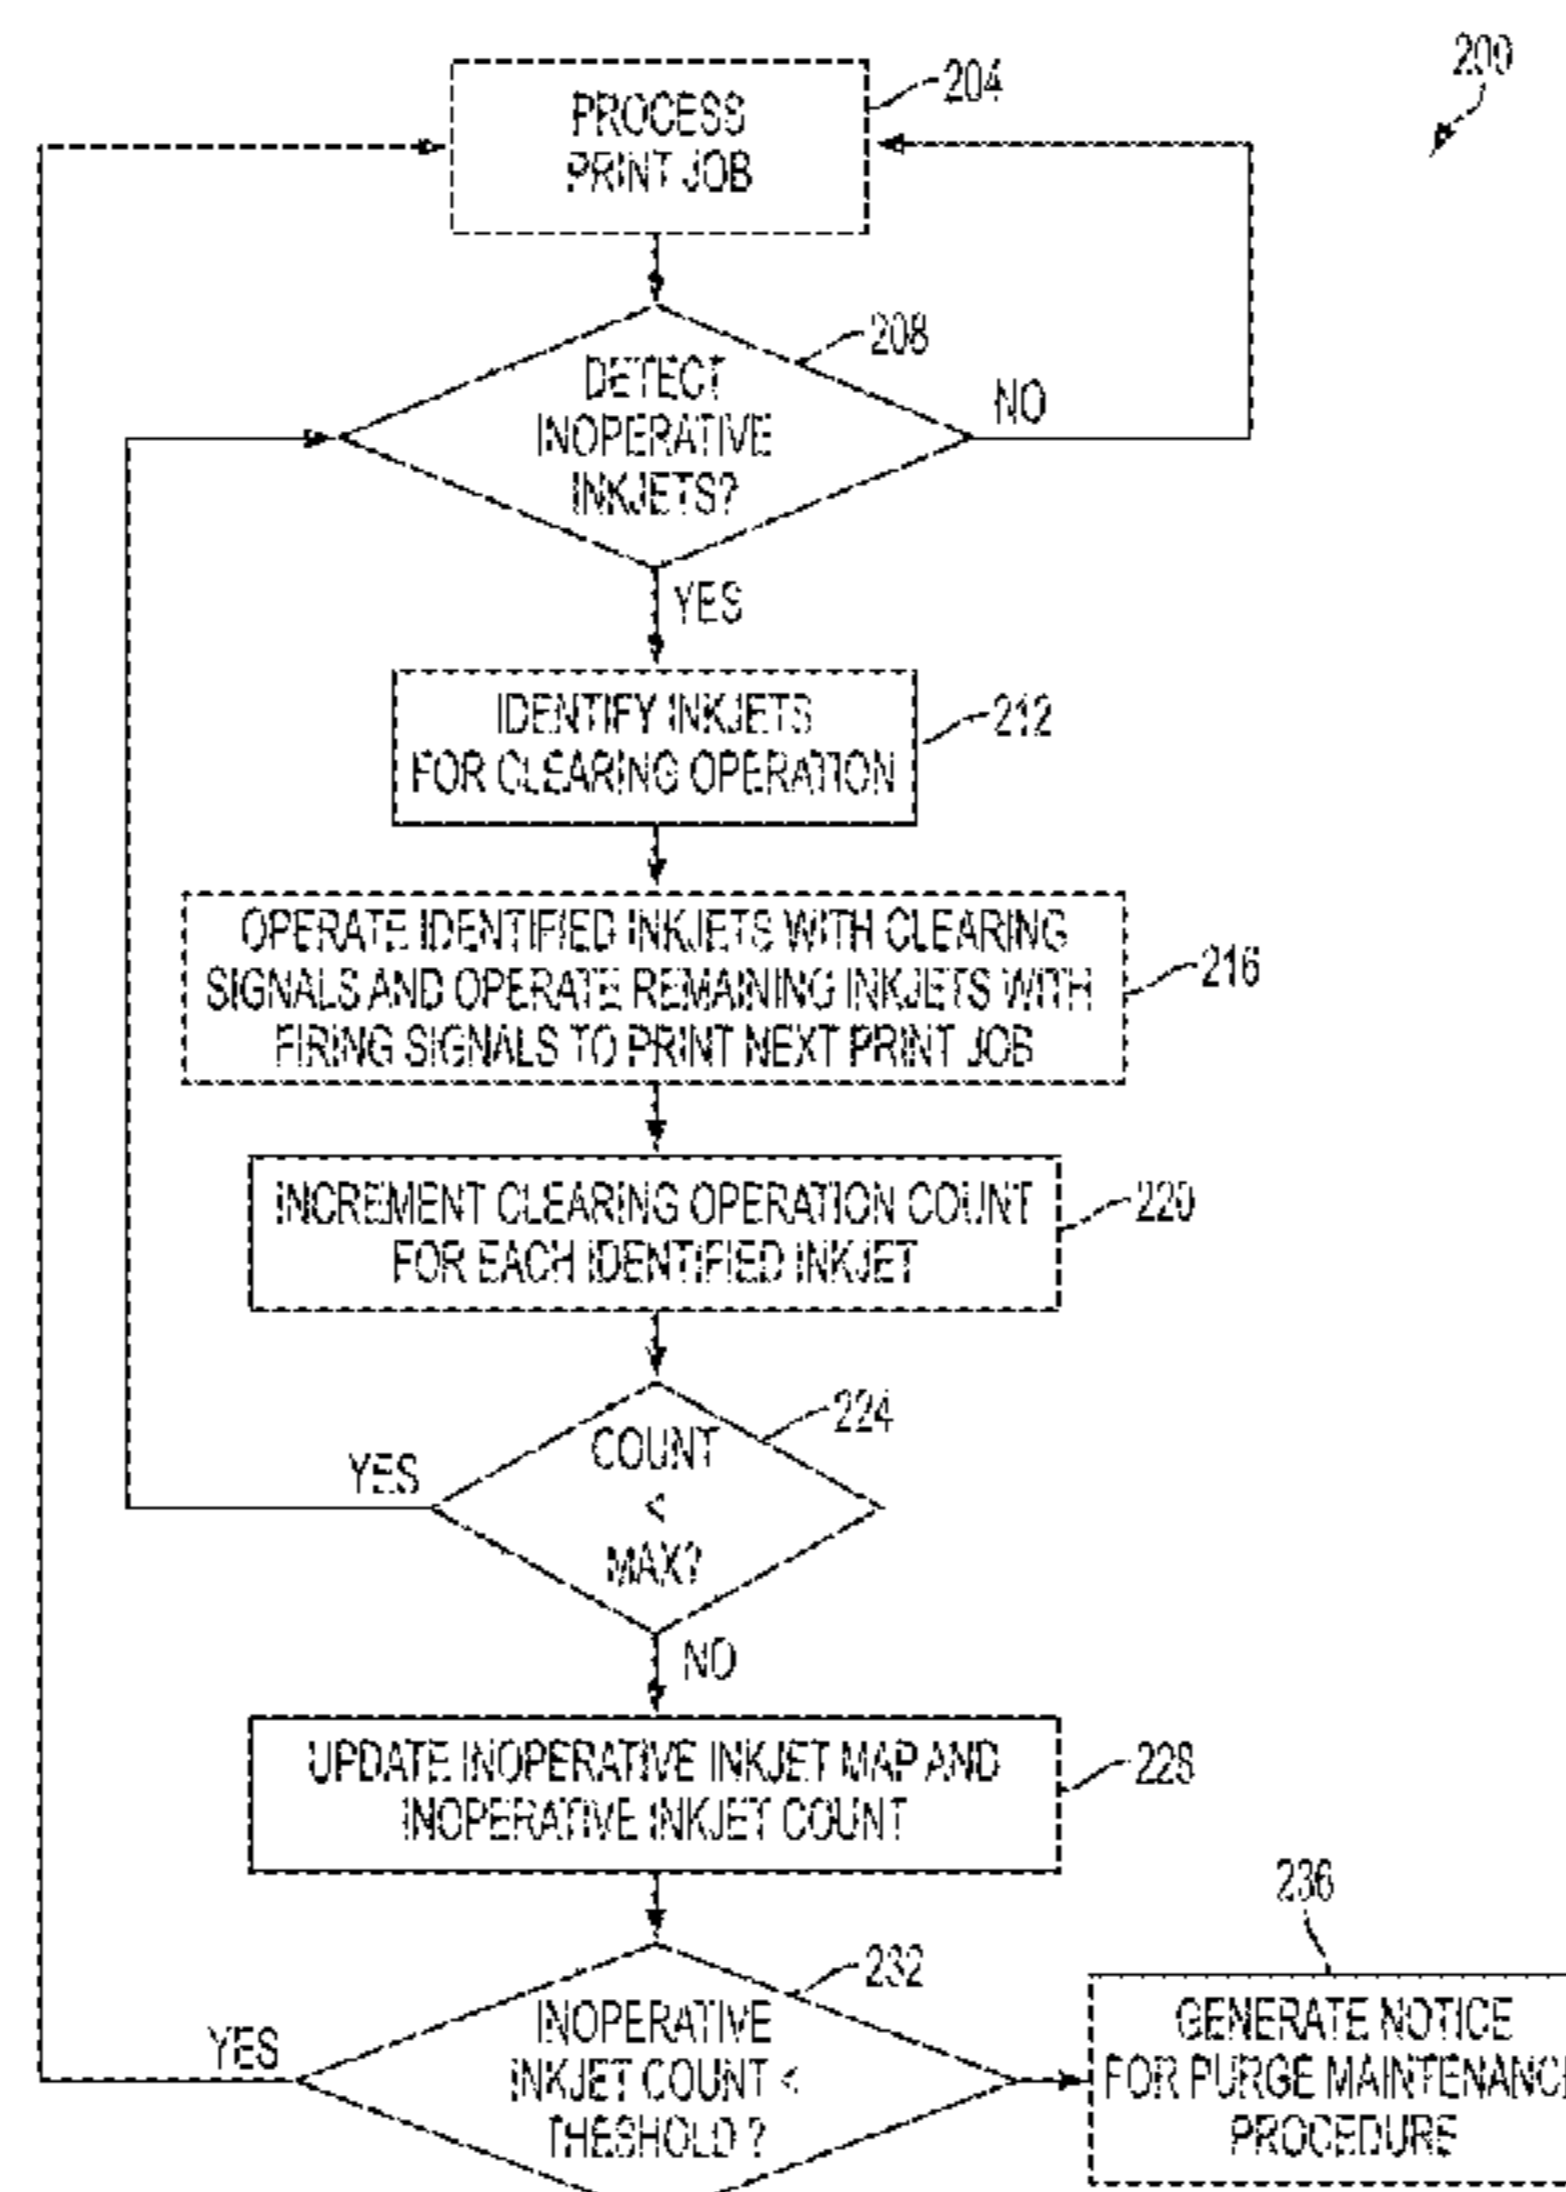 200
PROCESS
PRINT JOB
204
DETECT
INOPERATIVE
INKJETS?
208
NO
YES
IDENTIFY INKJETS
FOR CLEARING OPERATION
212
OPERATE IDENTIFIED INKJETS WITH CLEARING
SIGNALS AND OPERATE REMAINING INKJETS WITH
FIRING SIGNALS TO PRINT NEXT PRINT JOB
216
INCREMENT CLEARING OPERATION COUNT
FOR EACH IDENTIFIED INKJET
220
COUNT
<
MAX?
224
YES
NO
UPDATE INOPERATIVE INKJET MAP AND
INOPERATIVE INKJET COUNT
228
INOPERATIVE
INKJET COUNT <
THESHOLD ?
232
YES
236
GENERATE NOTICE
FOR PURGE MAINTENANCE
PROCEDURE